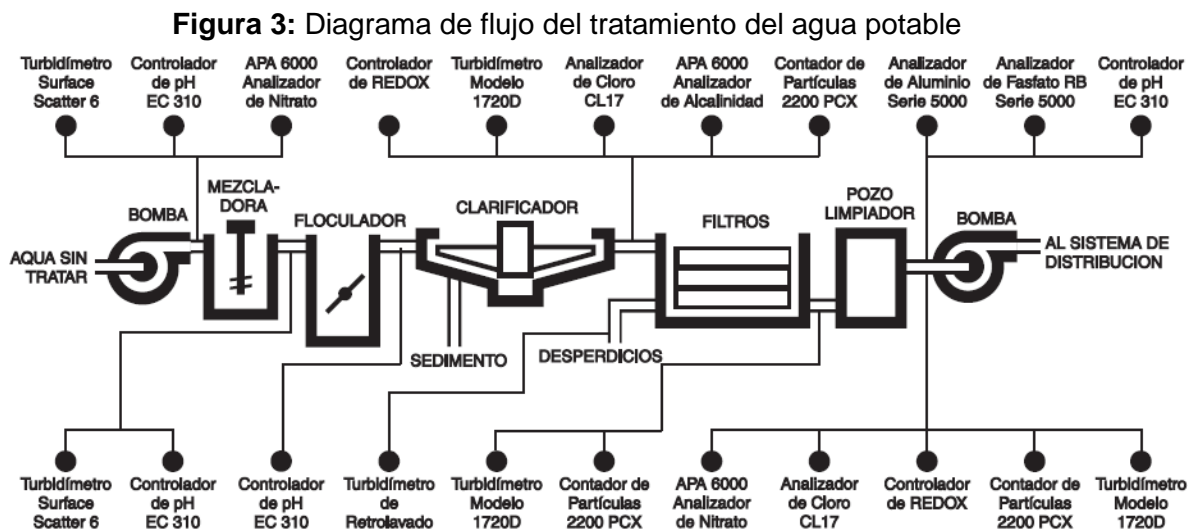 Figura 3: Diagrama de flujo del tratamiento del agua potable
Turbidímetro
Surface
Scatter 6
Controlador
de pH
EC 310
APA 6000
Analizador
de Nitrato
Controlador
de REDOX
Turbidímetro
Modelo
1720D
Analizador
de Cloro
CL17
APA 6000
Analizador
de Alcalinidad
Contador de
Partículas
2200 PCX
Analizador
de Aluminio
Serie 5000
Analizador
de Fasfato RB
Serie 5000
Controlador
de pH
EC 310
BOMBA
MEZCLA-
DORA
FLOCULADOR
CLARIFICADOR
FILTROS
POZO
LIMPIADOR
BOMBA
AQUA SIN
TRATAR
AL SISTEMA DE
DISTRIBUCION
SEDIMENTO
DESPERDICIOS
Turbidímetro
Surface
Scatter 6
Controlador
de pH
EC 310
Controlador
de pH
EC 310
Turbidímetro
de
Retrolavado
Turbidímetro
Modelo
1720D
Contador de
Partículas
2200 PCX
APA 6000
Analizador
de Nitrato
Analizador
de Cloro
CL17
Controlador
de REDOX
Contador de
Partículas
2200 PCX
Turbidímetro
Modelo
1720D